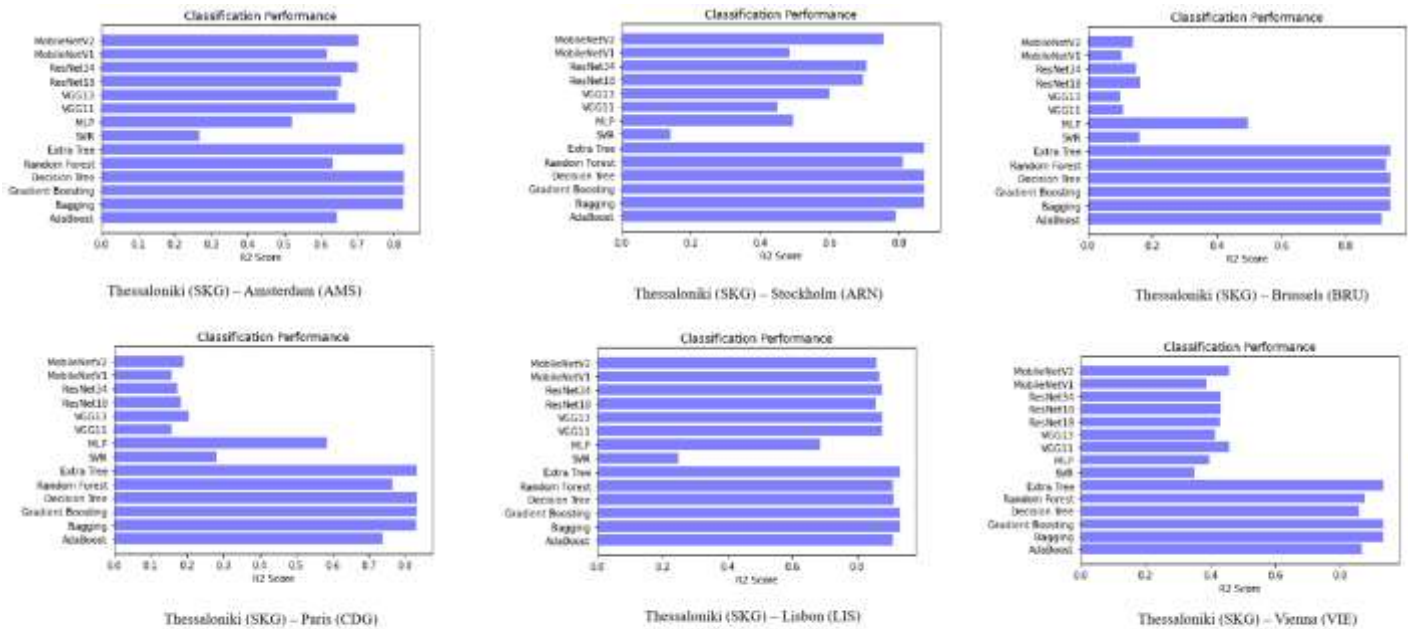 Classification Performance
MobileNetV2
MobileNetV1
ResNet34
ResNet18
VGG13
VGG11
MLP
SVR
Extra Tree
Random Forest
Decision Tree
Gradient Boosting
Bagging
AdaBoost
0.0 0.1 0.2 0.3 0.4 0.5 0.6 0.7 0.8
R2 Score
Thessaloniki (SKG) – Amsterdam (AMS)
Classification Performance
MobileNetV2
MobileNetV1
ResNet34
ResNet18
VGG13
VGG11
MLP
SVR
Extra Tree
Random Forest
Decision Tree
Gradient Boosting
Bagging
AdaBoost
0.0 0.2 0.4 0.6 0.8
R2 Score
Thessaloniki (SKG) – Stockholm (ARN)
Classification Performance
MobileNetV2
MobileNetV1
ResNet34
ResNet18
VGG13
VGG11
MLP
SVR
Extra Tree
Random Forest
Decision Tree
Gradient Boosting
Bagging
AdaBoost
0.0 0.2 0.4 0.6 0.8
R2 Score
Thessaloniki (SKG) – Brussels (BRU)
Classification Performance
MobileNetV2
MobileNetV1
ResNet34
ResNet18
VGG13
VGG11
MLP
SVR
Extra Tree
Random Forest
Decision Tree
Gradient Boosting
Bagging
AdaBoost
0.0 0.1 0.2 0.3 0.4 0.5 0.6 0.7 0.8
R2 Score
Thessaloniki (SKG) – Paris (CDG)
Classification Performance
MobileNetV2
MobileNetV1
ResNet34
ResNet18
VGG13
VGG11
MLP
SVR
Extra Tree
Random Forest
Decision Tree
Gradient Boosting
Bagging
AdaBoost
0.0 0.2 0.4 0.6 0.8
R2 Score
Thessaloniki (SKG) – Lisbon (LIS)
Classification Performance
MobileNetV2
MobileNetV1
ResNet34
ResNet18
ResNet18
VGG13
VGG11
MLP
SVR
Extra Tree
Random Forest
Decision Tree
Gradient Boosting
Bagging
AdaBoost
0.0 0.2 0.4 0.6 0.8
R2 Score
Thessaloniki (SKG) – Vienna (VIE)